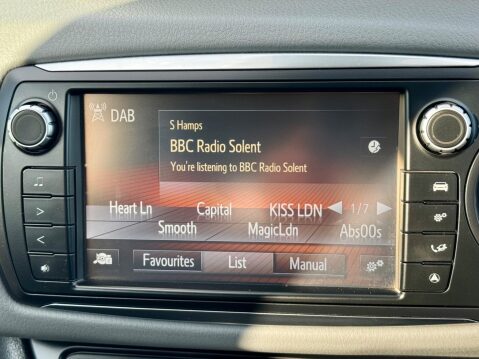 DAB
S Hamps
BBC Radio Solent
You're listening to BBC Radio Solent
Heart Ln Capital KISS LDN 1/7
Smooth MagicLdn Abs00s
Favourites List Manual